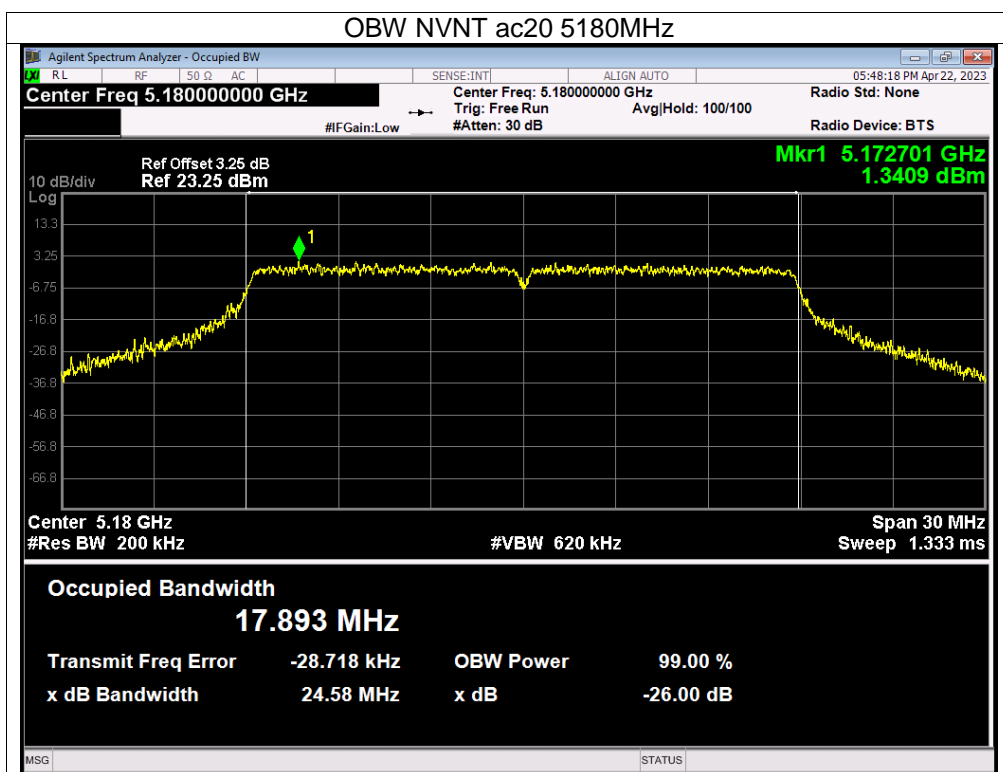 OBW NVNT ac20 5180MHz
Agilent Spectrum Analyzer - Occupied BW
LXI RL RF 50 Ω AC SENSE:INT ALIGN AUTO 05:48:18 PM Apr 22, 2023
Center Freq 5.180000000 GHz Center Freq: 5.180000000 GHz Radio Std: None
Trig: Free Run Avg|Hold: 100/100
#IFGain:Low #Atten: 30 dB Radio Device: BTS
Mkr1 5.172701 GHz
1.3409 dBm
Ref Offset 3.25 dB
10 dB/div Ref 23.25 dBm
Log
13.3
3.25
-6.75
-16.8
-26.8
-36.8
-46.8
-56.8
-66.8
1
Center 5.18 GHz Span 30 MHz
#Res BW 200 kHz #VBW 620 kHz Sweep 1.333 ms
Occupied Bandwidth
17.893 MHz
Transmit Freq Error -28.718 kHz OBW Power 99.00 %
x dB Bandwidth 24.58 MHz x dB -26.00 dB
MSG STATUS